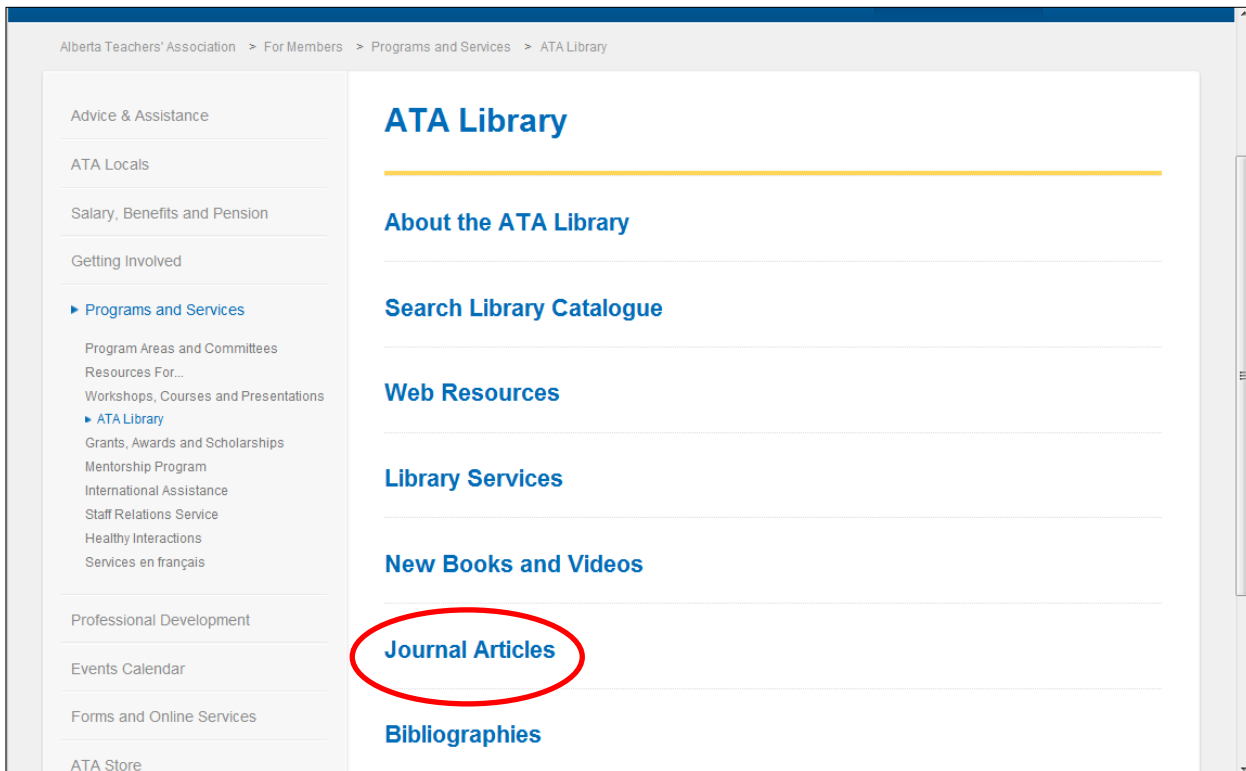 Alberta Teachers' Association > For Members > Programs and Services > ATA Library
Advice & Assistance
ATA Locals
Salary, Benefits and Pension
Getting Involved
Programs and Services
Program Areas and Committees
Resources For...
Workshops, Courses and Presentations
ATA Library
Grants, Awards and Scholarships
Mentorship Program
International Assistance
Staff Relations Service
Healthy Interactions
Services en français
Professional Development
Events Calendar
Forms and Online Services
ATA Store
ATA Library
About the ATA Library
Search Library Catalogue
Web Resources
Library Services
New Books and Videos
Journal Articles
Bibliographies